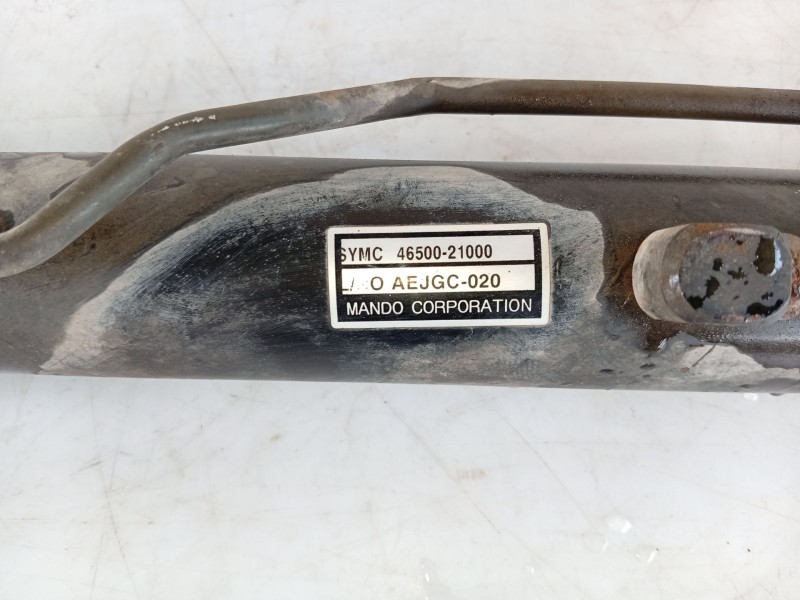 SYMC 46500-21000
AEJGC-020
MANDO CORPORATION